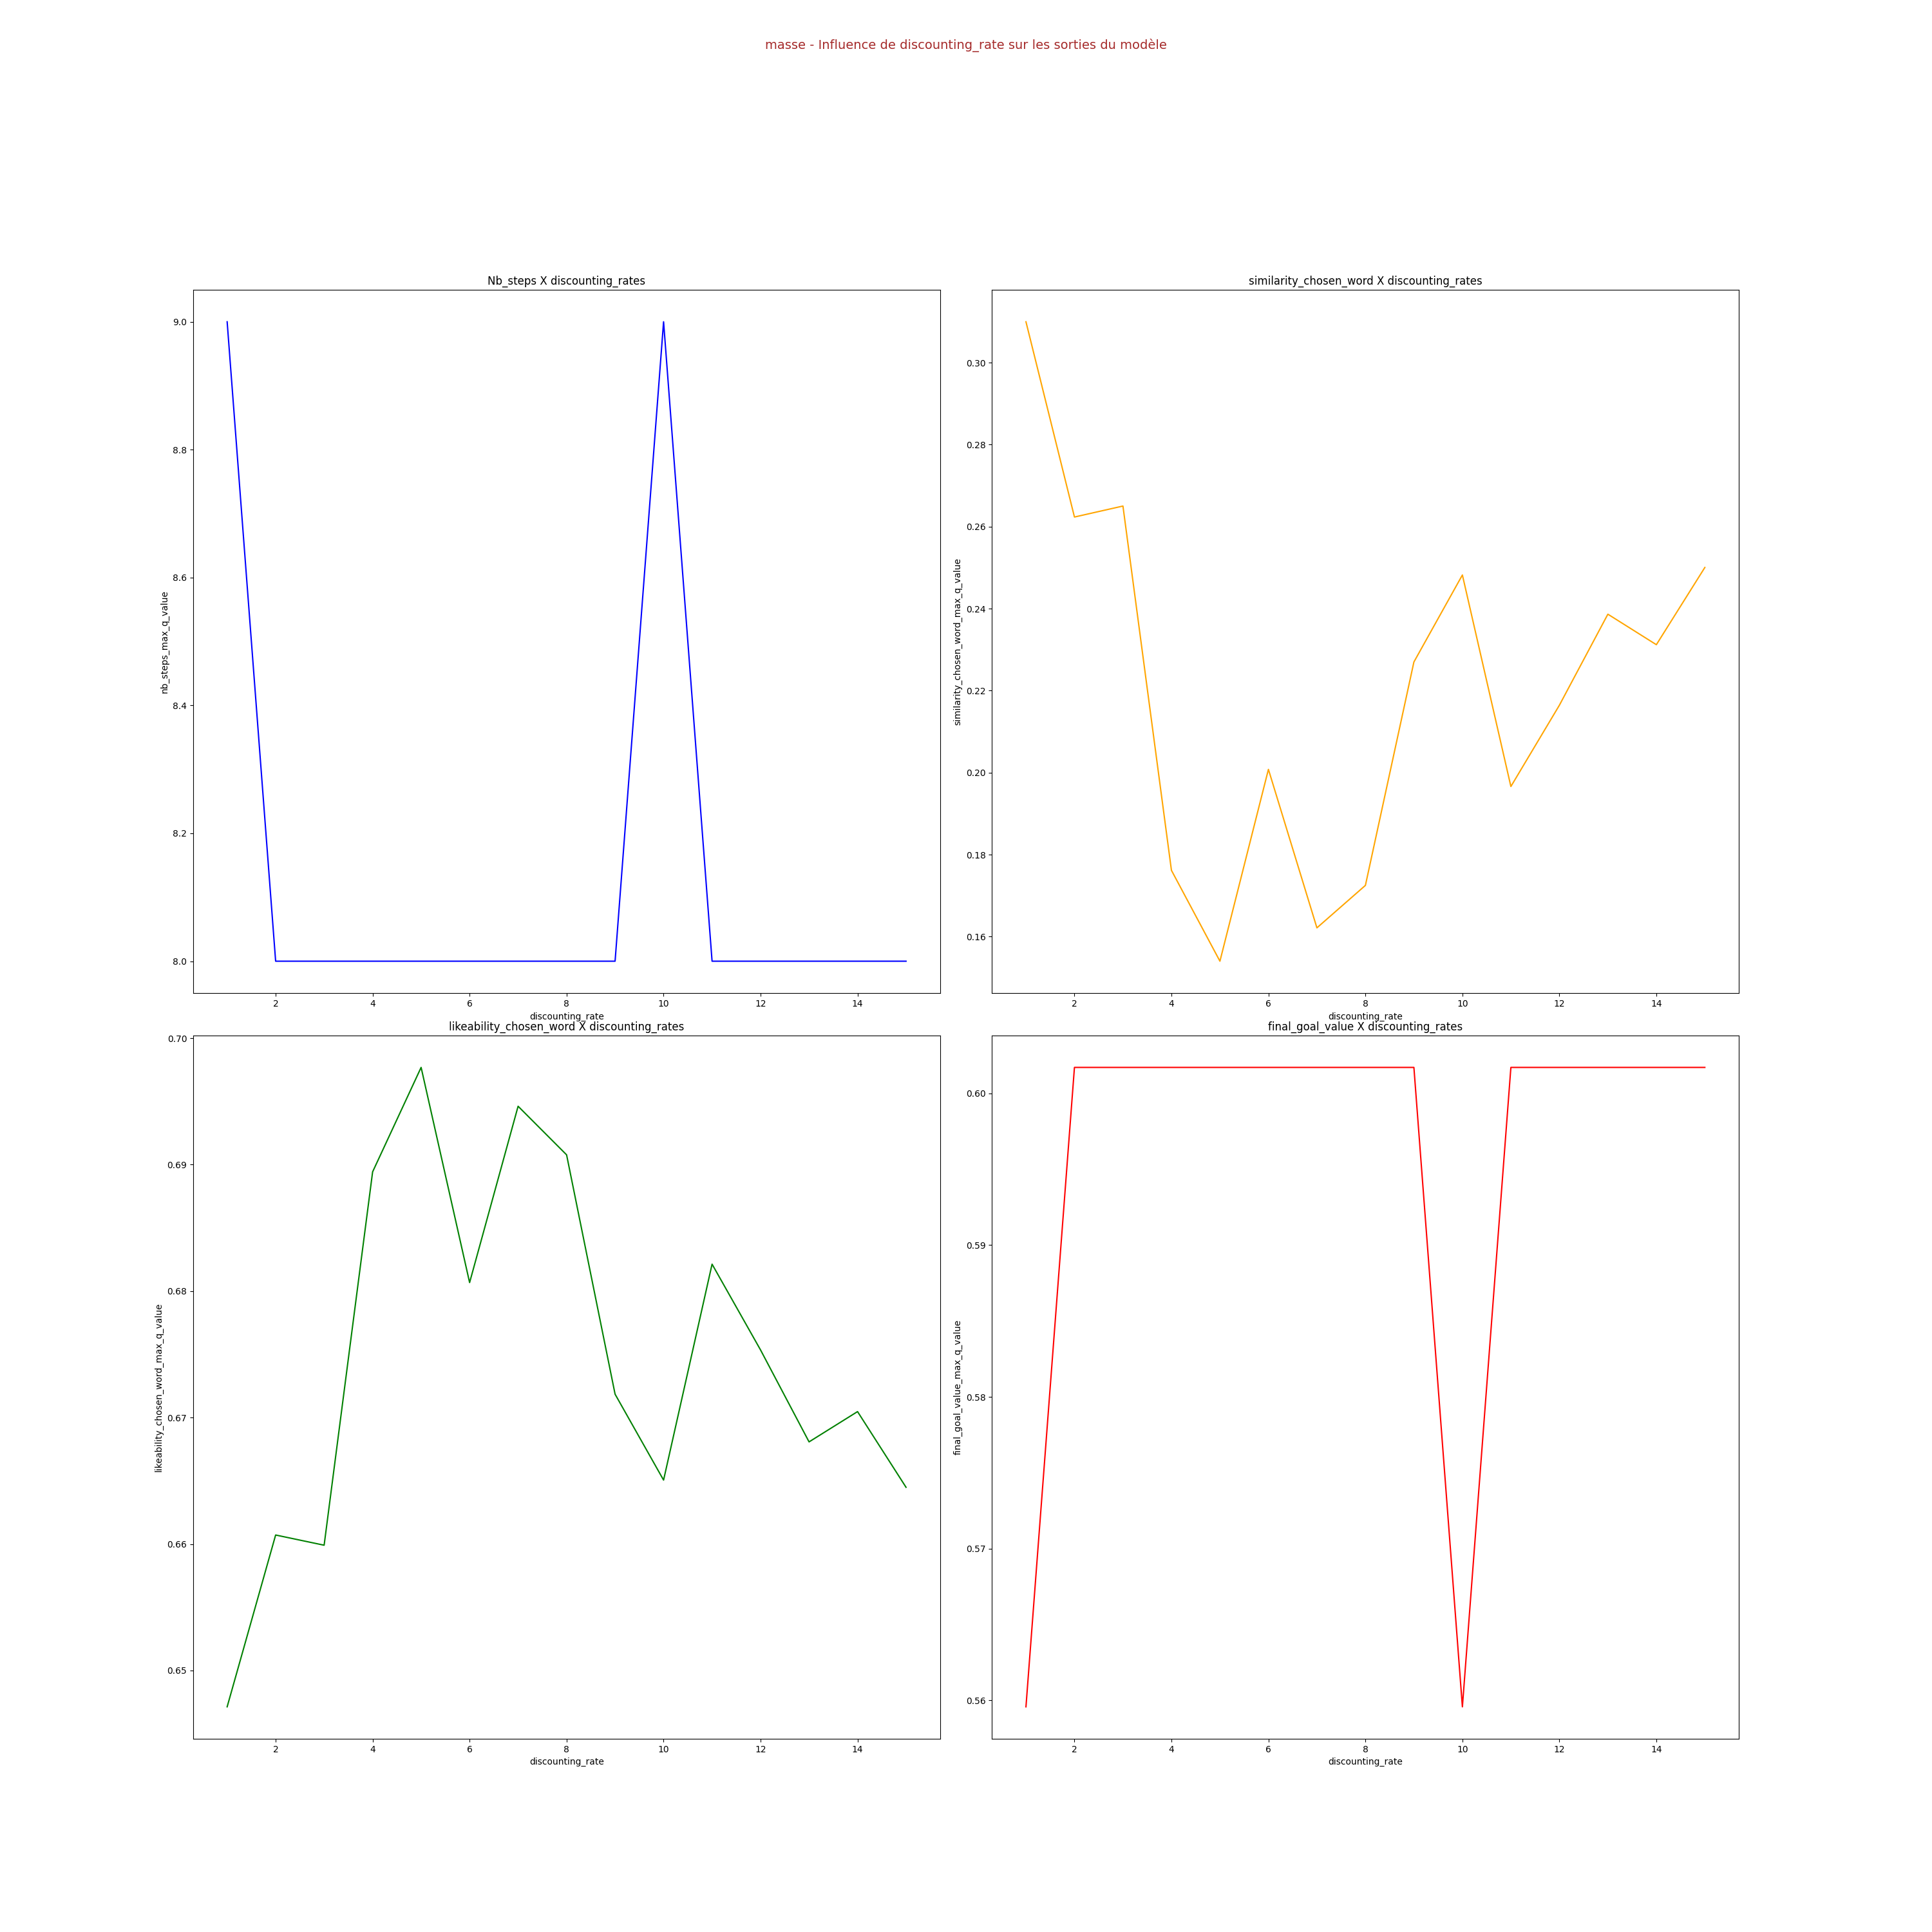 masse - Influence de discounting_rate sur les sorties du modèle
Nb_steps X discounting_rates
nb_steps_max_q_value
9.0
8.8
8.6
8.4
8.2
8.0
2 4 6 8 10 12 14
discounting_rate
similarity_chosen_word X discounting_rates
similarity_chosen_word_max_q_value
0.30
0.28
0.26
0.24
0.22
0.20
0.18
0.16
2 4 6 8 10 12 14
discounting_rate
likeability_chosen_word X discounting_rates
likeability_chosen_word_max_q_value
0.70
0.69
0.68
0.67
0.66
0.65
2 4 6 8 10 12 14
discounting_rate
final_goal_value X discounting_rates
final_goal_value_max_q_value
0.60
0.59
0.58
0.57
0.56
2 4 6 8 10 12 14
discounting_rate